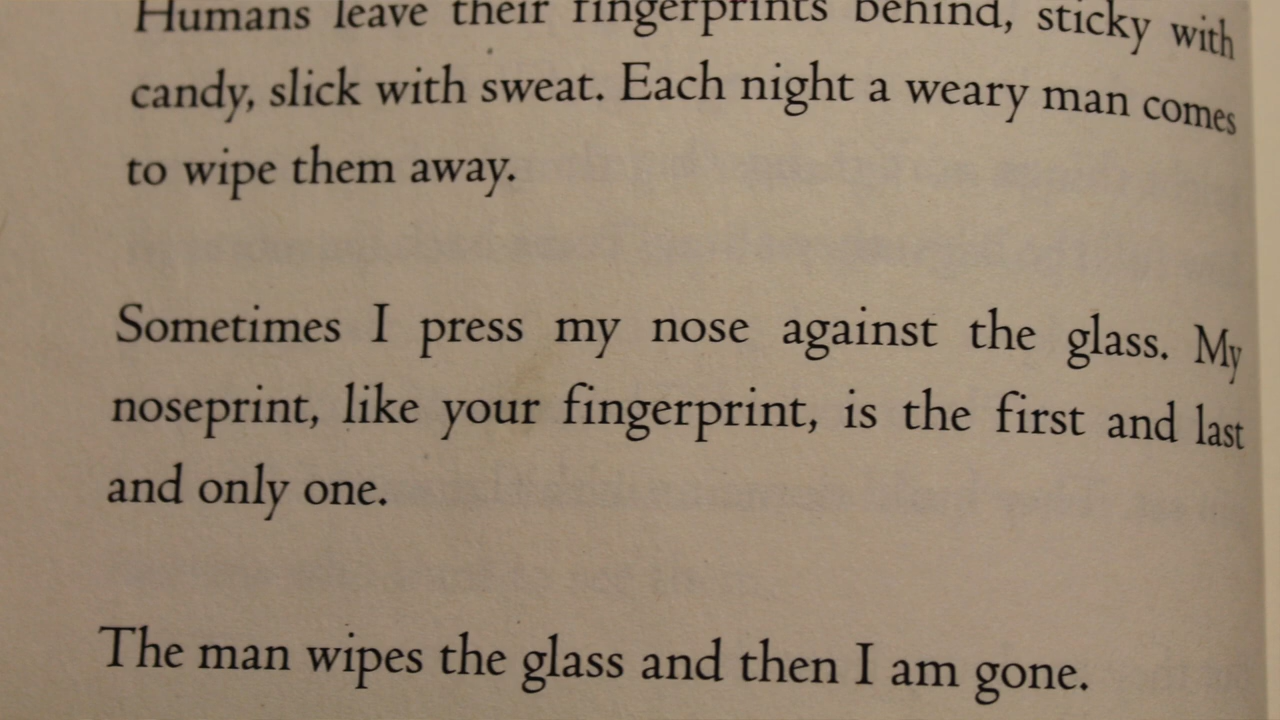 Humans leave their fingerprints behind, sticky with
candy, slick with sweat. Each night a weary man comes
to wipe them away.
Sometimes I press my nose against the glass. My
noseprint, like your fingerprint, is the first and last
and only one.
The man wipes the glass and then I am gone.